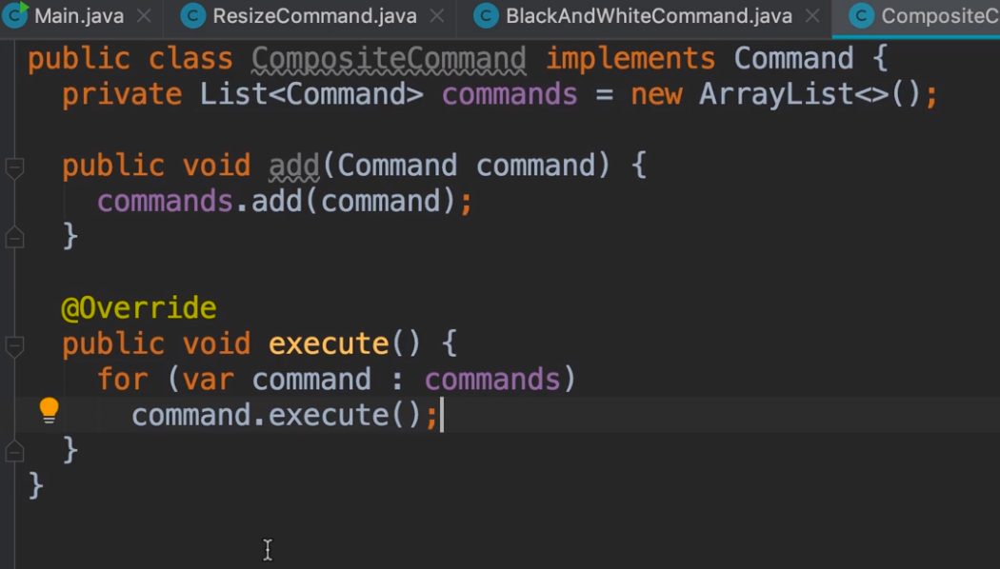 Main.java ResizeCommand.java BlackAndWhiteCommand.java CompositeC
public class CompositeCommand implements Command {
private List<Command> commands = new ArrayList<>();
public void add(Command command) {
commands.add(command);
}
@Override
public void execute() {
for (var command : commands)
command.execute();
}
}